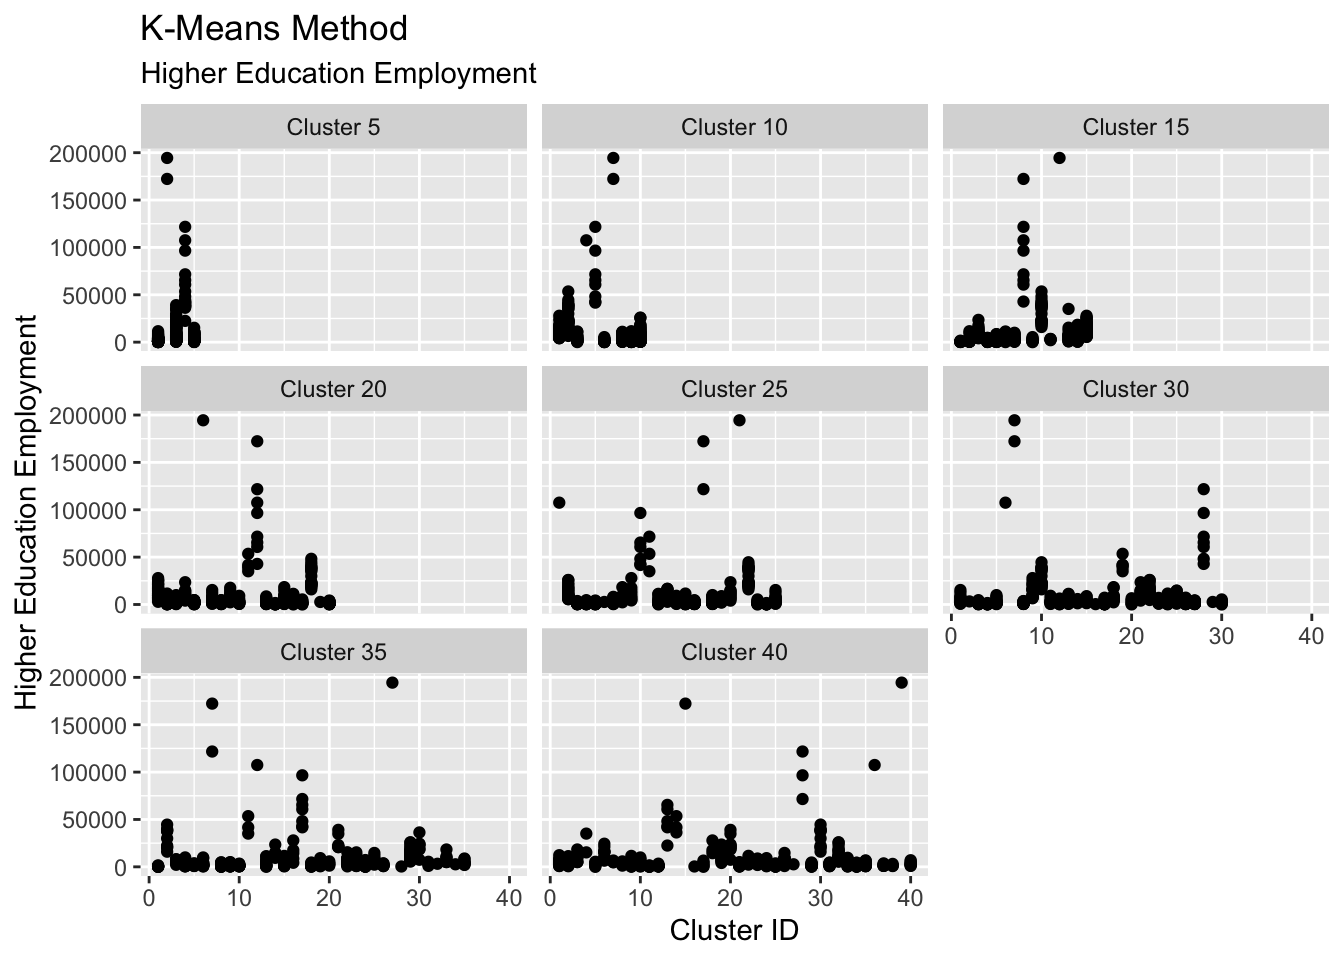 K-Means Method
Higher Education Employment
Cluster 5
Cluster 10
Cluster 15
200000
150000
100000
50000
0
Cluster 20
Cluster 25
Cluster 30
200000
150000
100000
50000
0
0 10 20 30 40
Cluster 35
Cluster 40
200000
150000
100000
50000
0
0 10 20 30 40
0 10 20 30 40
Cluster ID
Higher Education Employment